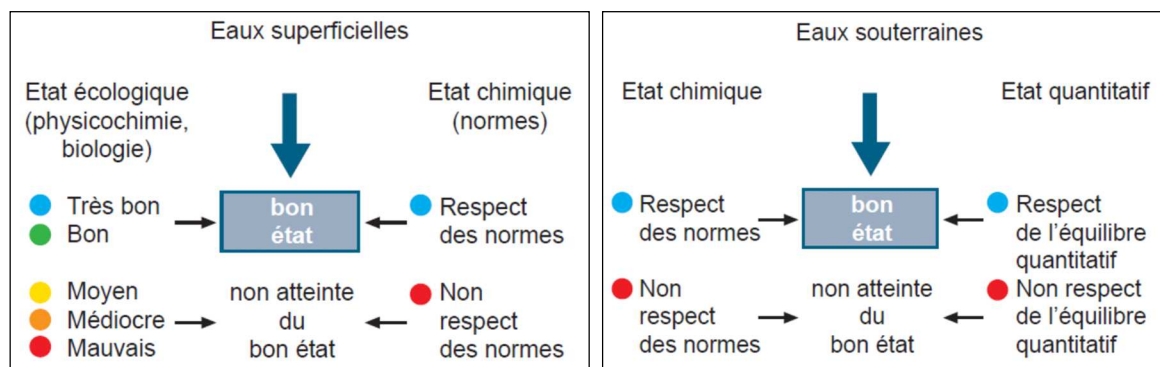 Eaux superficielles
Etat écologique
(physicochimie,
biologie)
Etat chimique
(normes)
Très bon
Bon
bon
état
Respect
des normes
Moyen
Médiocre
Mauvais
non atteinte
du
bon état
Non
respect
des normes
Eaux souterraines
Etat chimique
Etat quantitatif
Respect
des normes
bon
état
Respect
de l'équilibre
quantitatif
Non
respect
des normes
non atteinte
du
bon état
Non respect
de l'équilibre
quantitatif